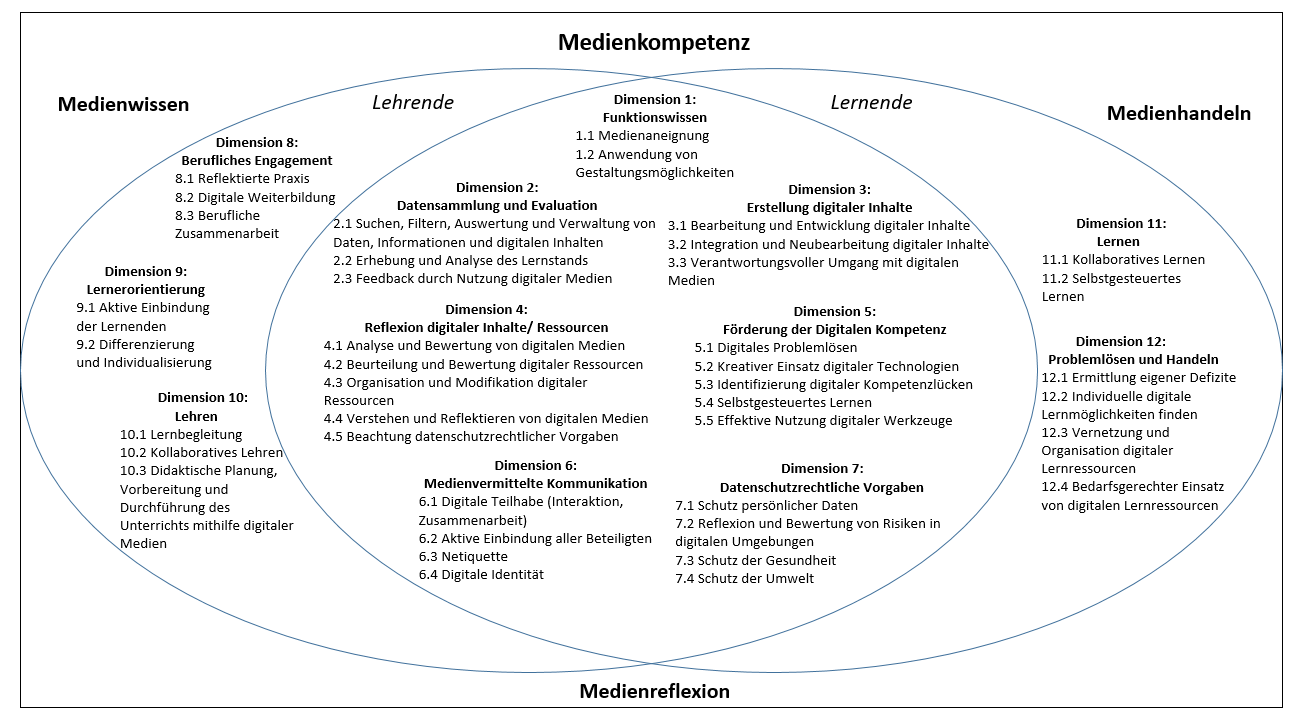 Medienkompetenz
Medienwissen
Lehrende
Lernende
Medienhandeln
Dimension 1:
Funktionswissen
1.1 Medienaneignung
1.2 Anwendung von
Gestaltungsmöglichkeiten
Dimension 8:
Berufliches Engagement
8.1 Reflektierte Praxis
8.2 Digitale Weiterbildung
8.3 Berufliche
Zusammenarbeit
Dimension 9:
Lernerorientierung
9.1 Aktive Einbindung
der Lernenden
9.2 Differenzierung
und Individualisierung
Dimension 10:
Lehren
10.1 Lernbegleitung
10.2 Kollaboratives Lehren
10.3 Didaktische Planung,
Vorbereitung und
Durchführung des
Unterrichts mithilfe digitaler
Medien
Dimension 2:
Datensammlung und Evaluation
2.1 Suchen, Filtern, Auswertung und Verwaltung von
Daten, Informationen und digitalen Inhalten
2.2 Erhebung und Analyse des Lernstands
2.3 Feedback durch Nutzung digitaler Medien
Dimension 3:
Erstellung digitaler Inhalte
3.1 Bearbeitung und Entwicklung digitaler Inhalte
3.2 Integration und Neubearbeitung digitaler Inhalte
3.3 Verantwortungsvoller Umgang mit digitalen
Medien
Dimension 4:
Reflexion digitaler Inhalte/ Ressourcen
4.1 Analyse und Bewertung von digitalen Medien
4.2 Beurteilung und Bewertung digitaler Ressourcen
4.3 Organisation und Modifikation digitaler
Ressourcen
4.4 Verstehen und Reflektieren von digitalen Medien
4.5 Beachtung datenschutzrechtlicher Vorgaben
Dimension 5:
Förderung der Digitalen Kompetenz
5.1 Digitales Problemlösen
5.2 Kreativer Einsatz digitaler Technologien
5.3 Identifizierung digitaler Kompetenzlücken
5.4 Selbstgesteuertes Lernen
5.5 Effektive Nutzung digitaler Werkzeuge
Dimension 6:
Medienvermittelte Kommunikation
6.1 Digitale Teilhabe (Interaktion,
Zusammenarbeit)
6.2 Aktive Einbindung aller Beteiligten
6.3 Netiquette
6.4 Digitale Identität
Dimension 7:
Datenschutzrechtliche Vorgaben
7.1 Schutz persönlicher Daten
7.2 Reflexion und Bewertung von Risiken in
digitalen Umgebungen
7.3 Schutz der Gesundheit
7.4 Schutz der Umwelt
Dimension 11:
Lernen
11.1 Kollaboratives Lernen
11.2 Selbstgesteuertes
Lernen
Dimension 12:
Problemlösen und Handeln
12.1 Ermittlung eigener Defizite
12.2 Individuelle digitale
Lernmöglichkeiten finden
12.3 Vernetzung und
Organisation digitaler
Lernressourcen
12.4 Bedarfsgerechter Einsatz
von digitalen Lernressourcen
Medienreflexion